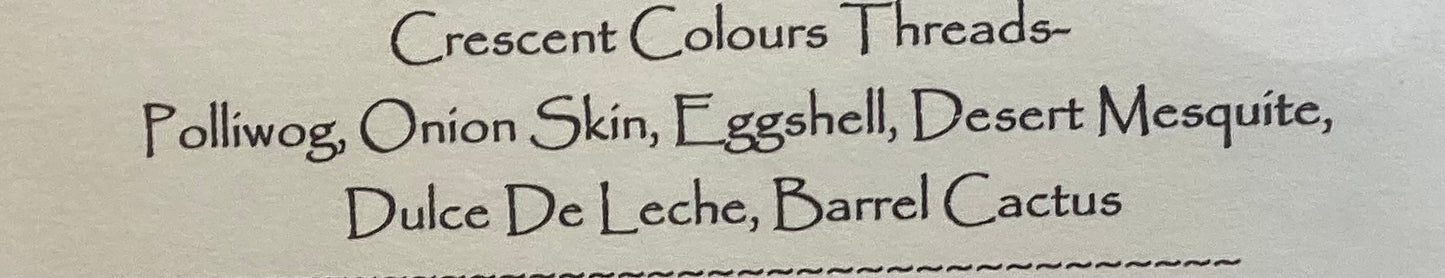 Crescent Colours Threads~
Polliwog, Onion Skin, Eggshell, Desert Mesquite,
Dulce De Leche, Barrel Cactus
~~~~~~~~~~~~~~~~~~~~~~~~~~~~~~